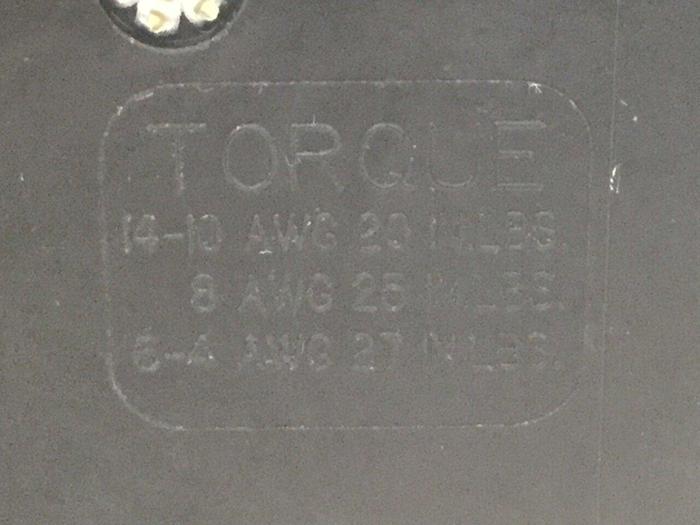 TORQUE
14-10 AWG 20 IN.LBS.
8 AWG 25 IN.LBS.
6-4 AWG 27 IN.LBS.